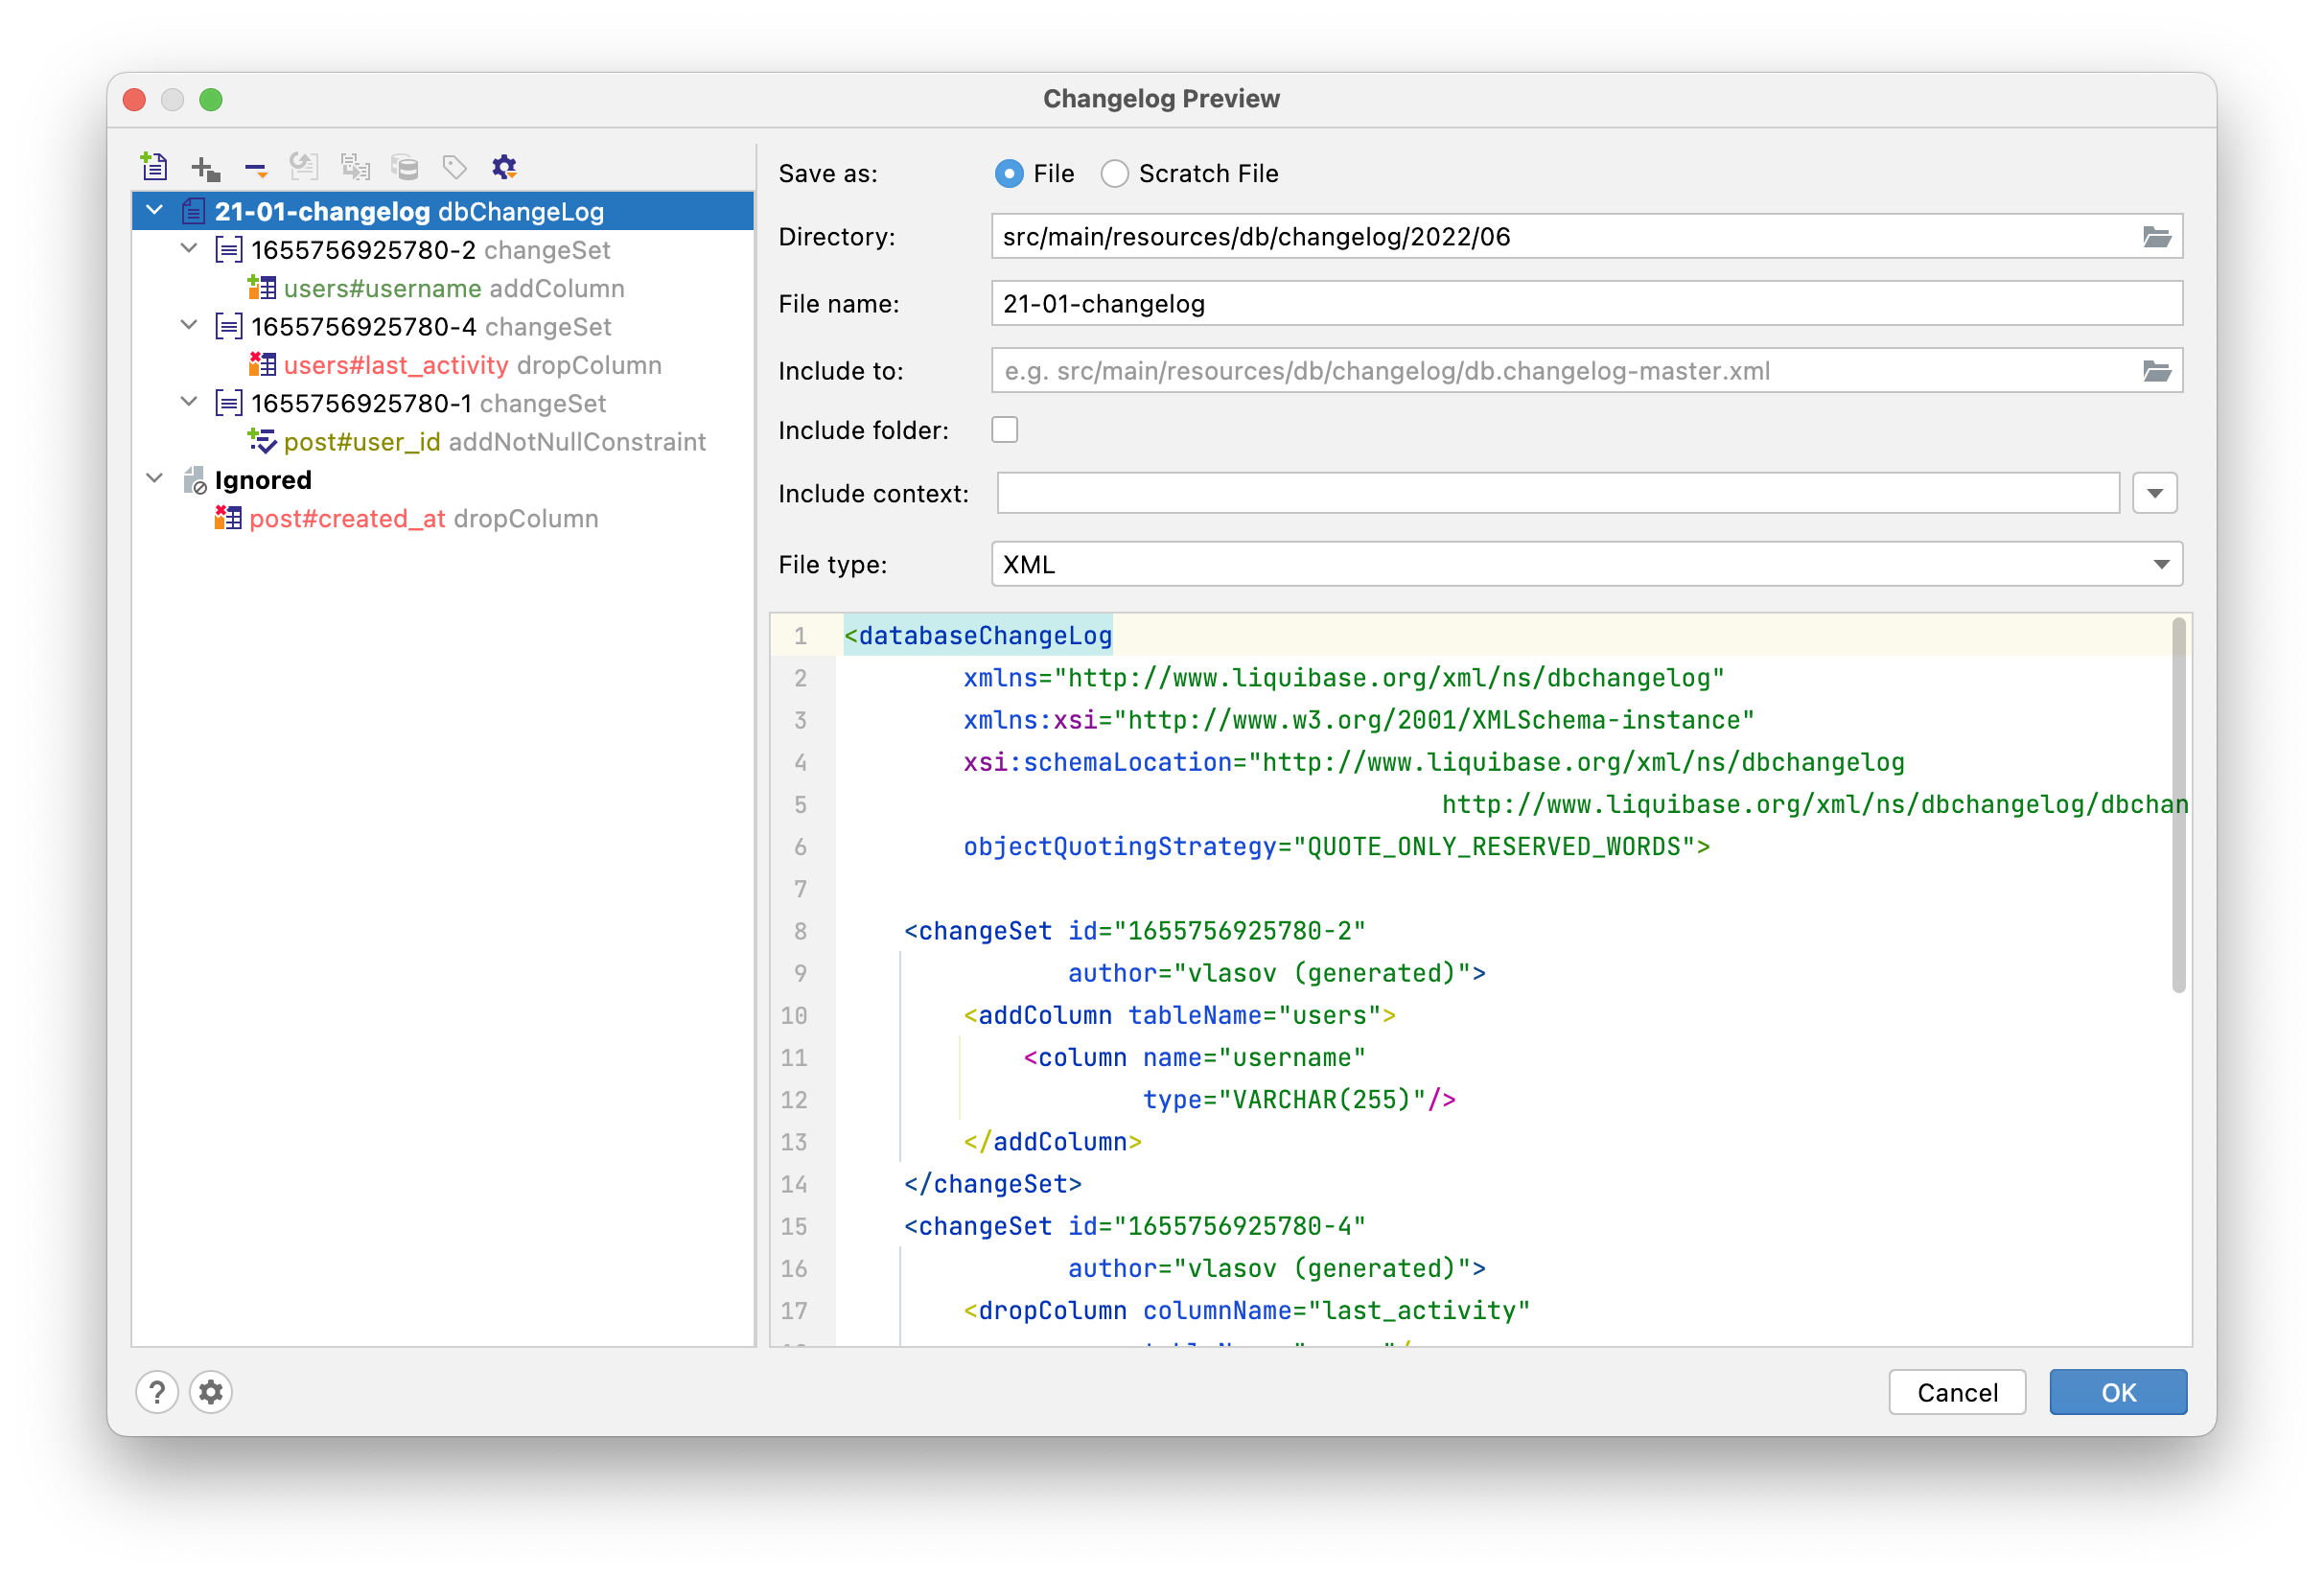 Changelog Preview
21-01-changelog dbChangeLog
1655756925780-2 changeSet
users#username addColumn
1655756925780-4 changeSet
users#last_activity dropColumn
1655756925780-1 changeSet
post#user_id addNotNullConstraint
Ignored
post#created_at dropColumn
Save as: File Scratch File
Directory: src/main/resources/db/changelog/2022/06
File name: 21-01-changelog
Include to: e.g. src/main/resources/db/changelog/db.changelog-master.xml
Include folder:
Include context:
File type: XML
1 <databaseChangeLog
2 xmlns="http://www.liquibase.org/xml/ns/dbchangelog"
3 xmlns:xsi="http://www.w3.org/2001/XMLSchema-instance"
4 xsi:schemaLocation="http://www.liquibase.org/xml/ns/dbchangelog
5 http://www.liquibase.org/xml/ns/dbchangelog/dbchan
6 objectQuotingStrategy="QUOTE_ONLY_RESERVED_WORDS">
7
8 <changeSet id="1655756925780-2"
9 author="vlasov (generated)">
10 <addColumn tableName="users">
11 <column name="username"
12 type="VARCHAR(255)"/>
13 </addColumn>
14 </changeSet>
15 <changeSet id="1655756925780-4"
16 author="vlasov (generated)">
17 <dropColumn columnName="last_activity"
? Cancel OK